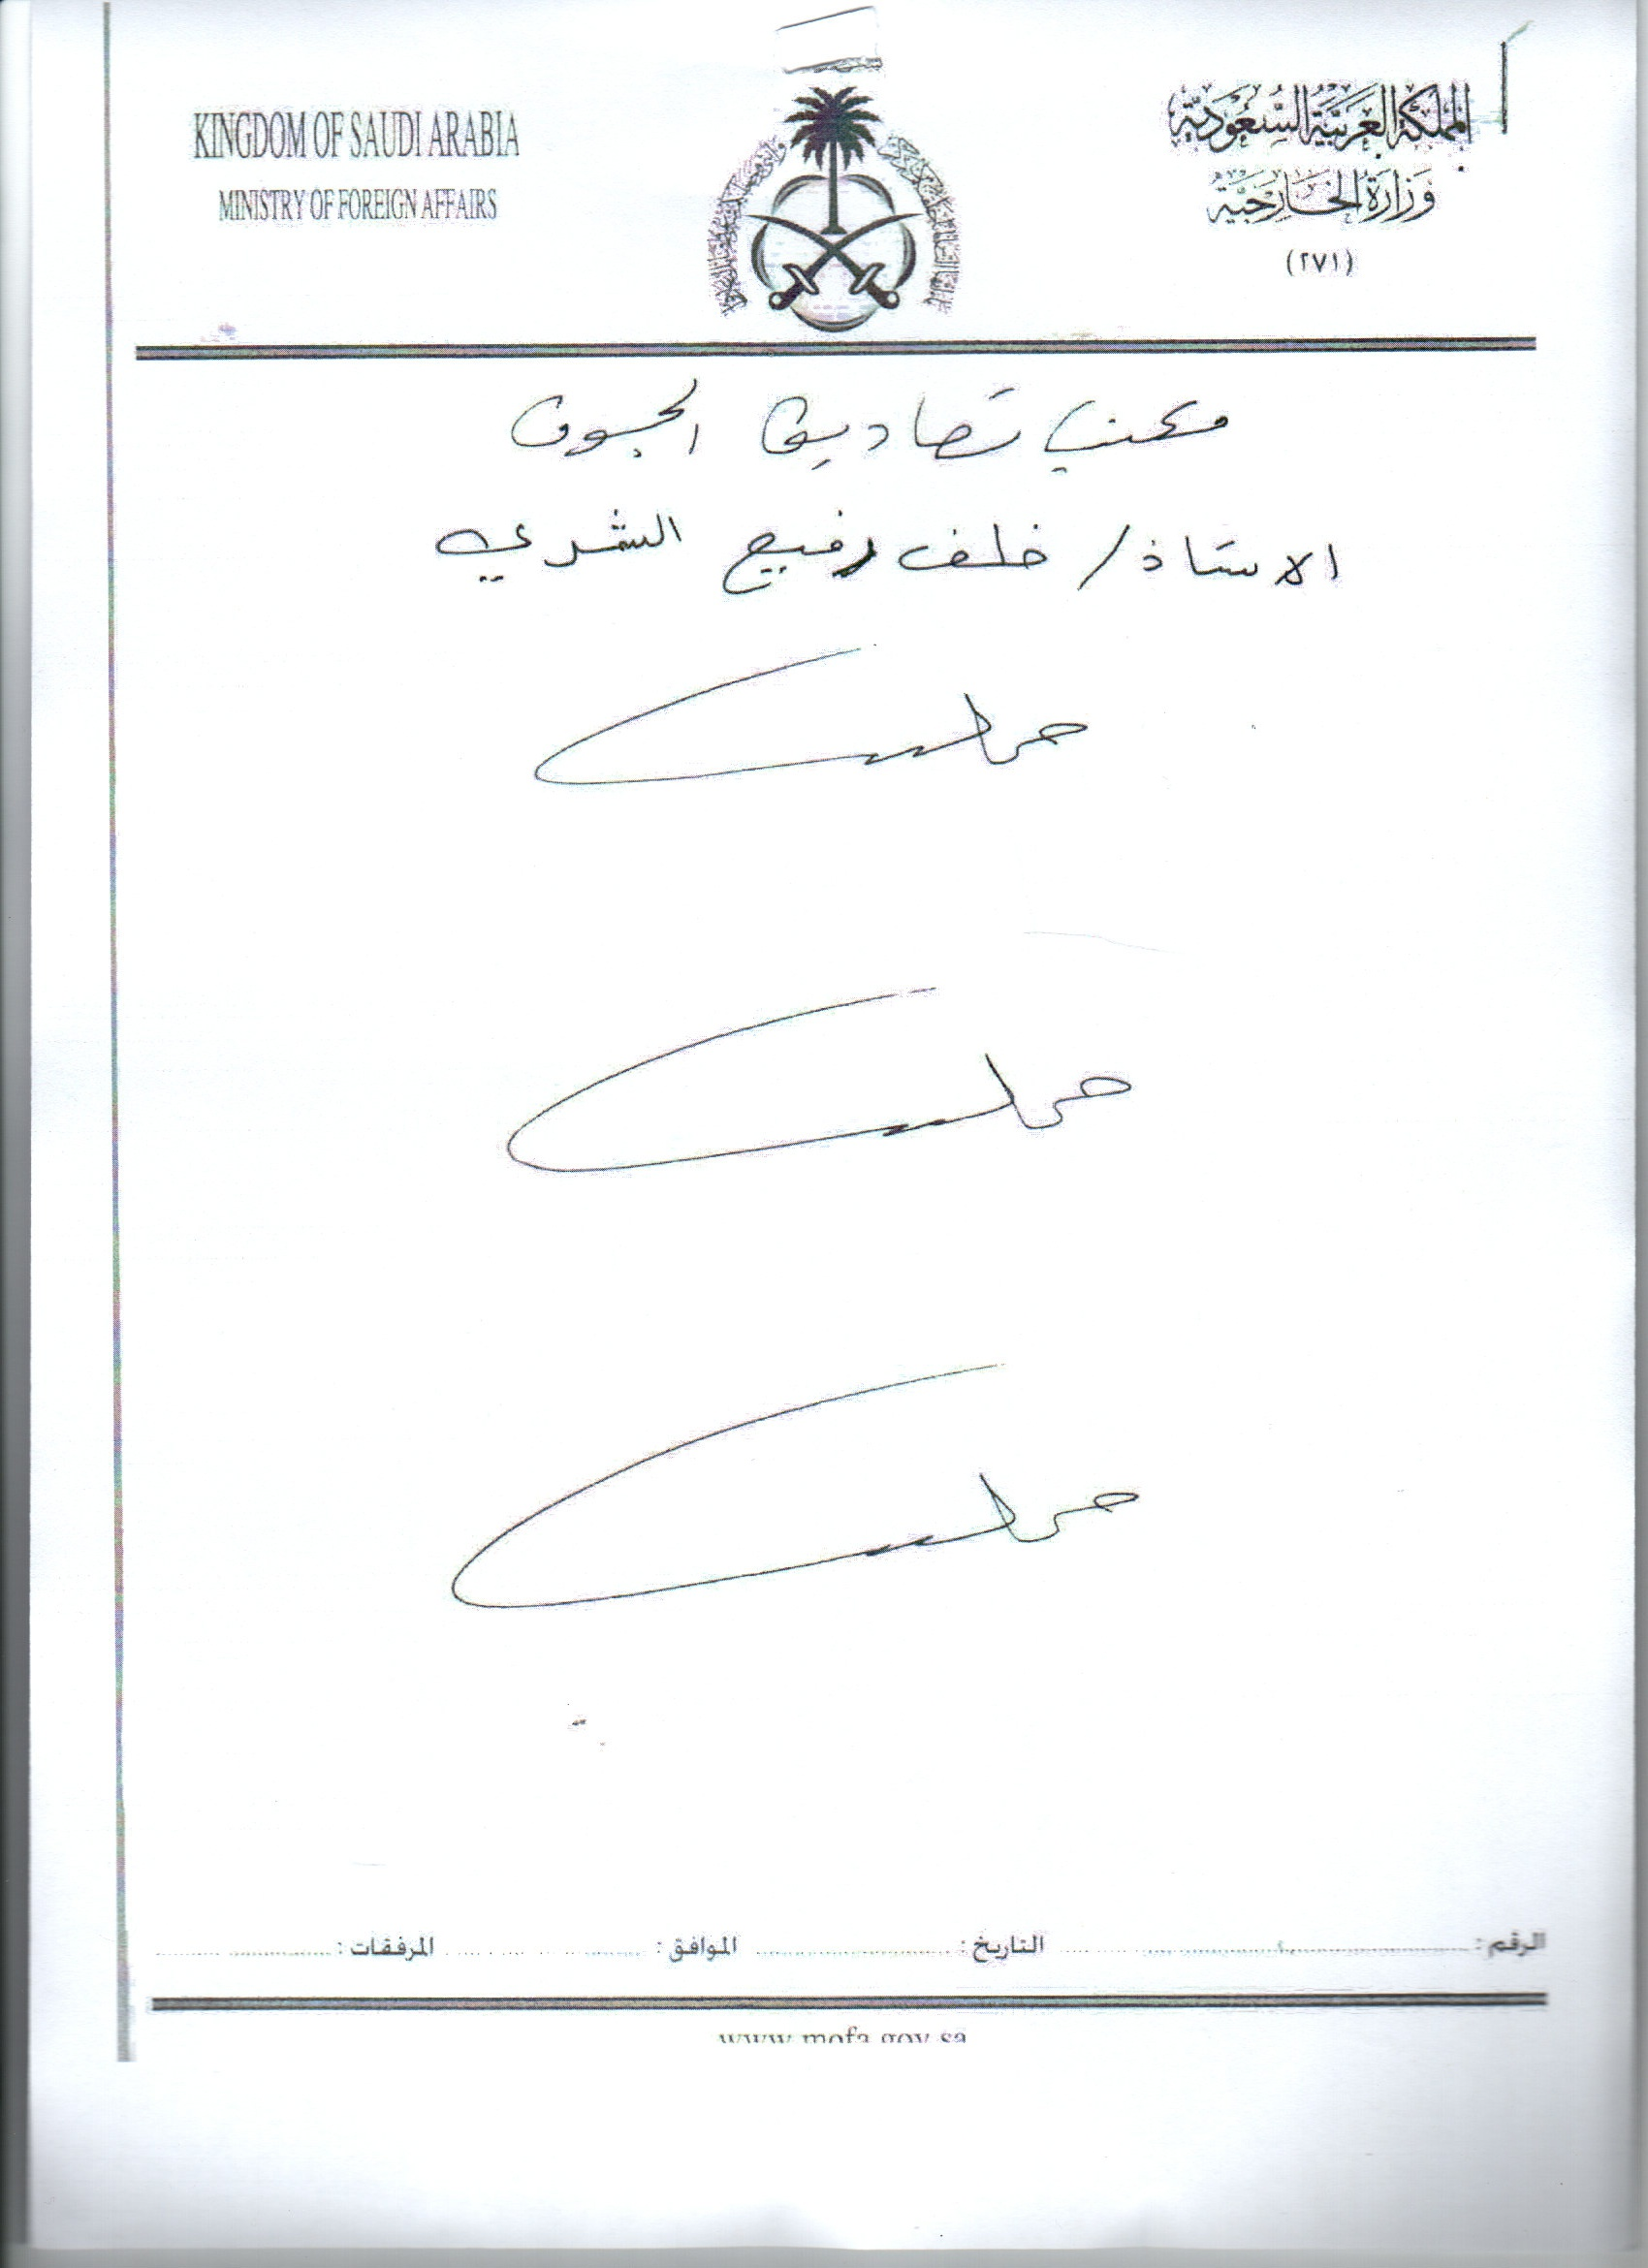 KINGDOM OF SAUDI ARABIA
MINISTRY OF FOREIGN AFFAIRS
المملكة العربية السعودية
وزارة الخارجية
(٢٧١)
مكتب تصاديق الجوف
الاستاذ / خلف رفيع الشري
الرقم : التاريخ : الموافق : المرفقات :
www.mofa.gov.sa